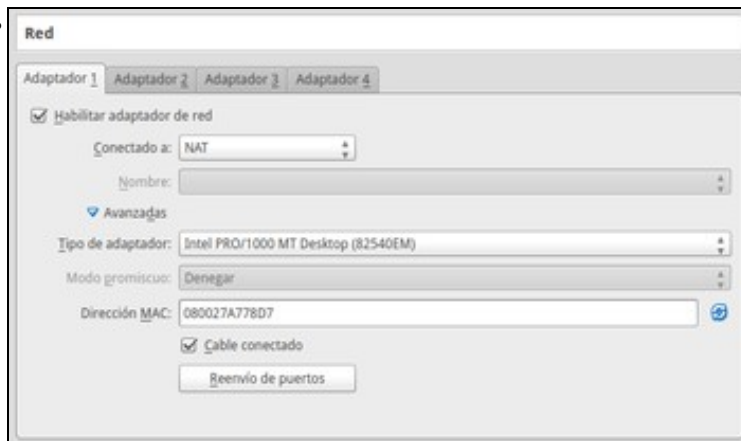 Red
Adaptador 1 Adaptador 2 Adaptador 3 Adaptador 4
Habilitar adaptador de red
Conectado a: NAT
Nombre:
Avanzadas
Tipo de adaptador: Intel PRO/1000 MT Desktop (82540EM)
Modo promiscuo: Denegar
Dirección MAC: 080027A778D7
Cable conectado
Reenvío de puertos